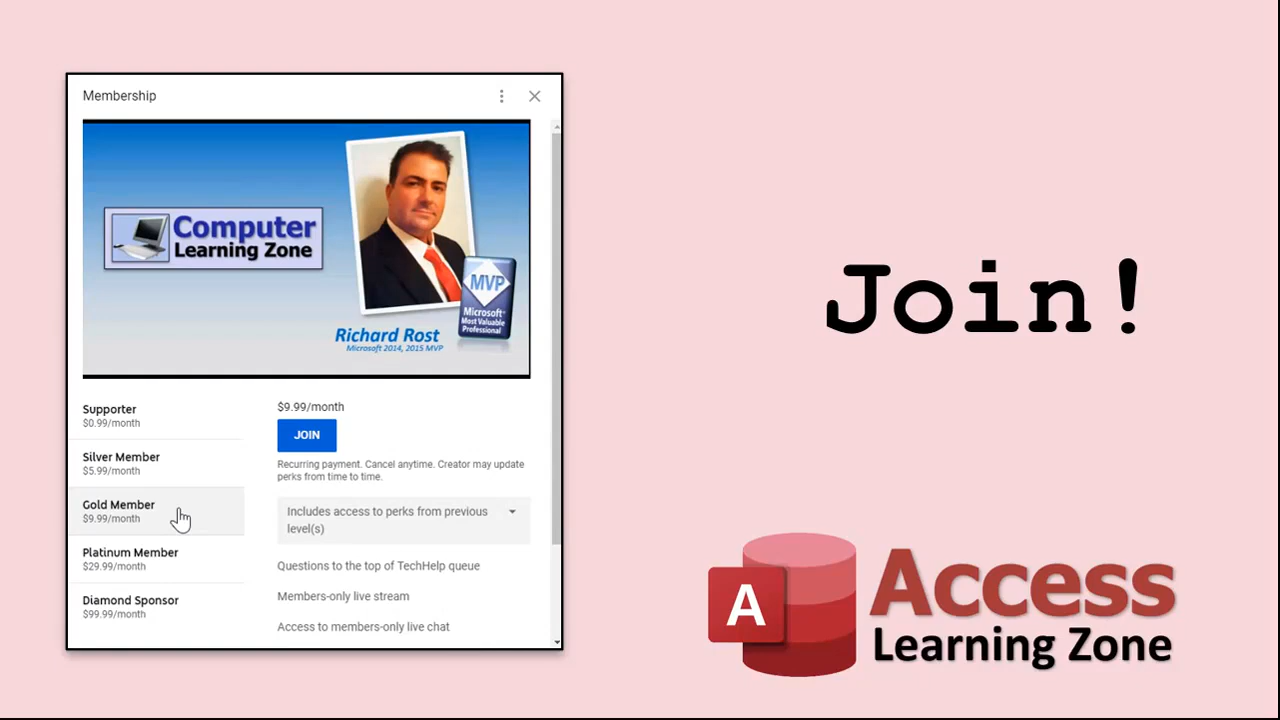 Membership
Computer
Learning Zone
MVP
Microsoft®
Most Valuable
Professional
Richard Rost
Microsoft 2014, 2015 MVP
Supporter
$0.99/month
Silver Member
$5.99/month
Gold Member
$9.99/month
Platinum Member
$29.99/month
Diamond Sponsor
$99.99/month
$9.99/month
JOIN
Recurring payment. Cancel anytime. Creator may update
perks from time to time.
Includes access to perks from previous
level(s)
Questions to the top of TechHelp queue
Members-only live stream
Access to members-only live chat
Join!
A
Access
Learning Zone